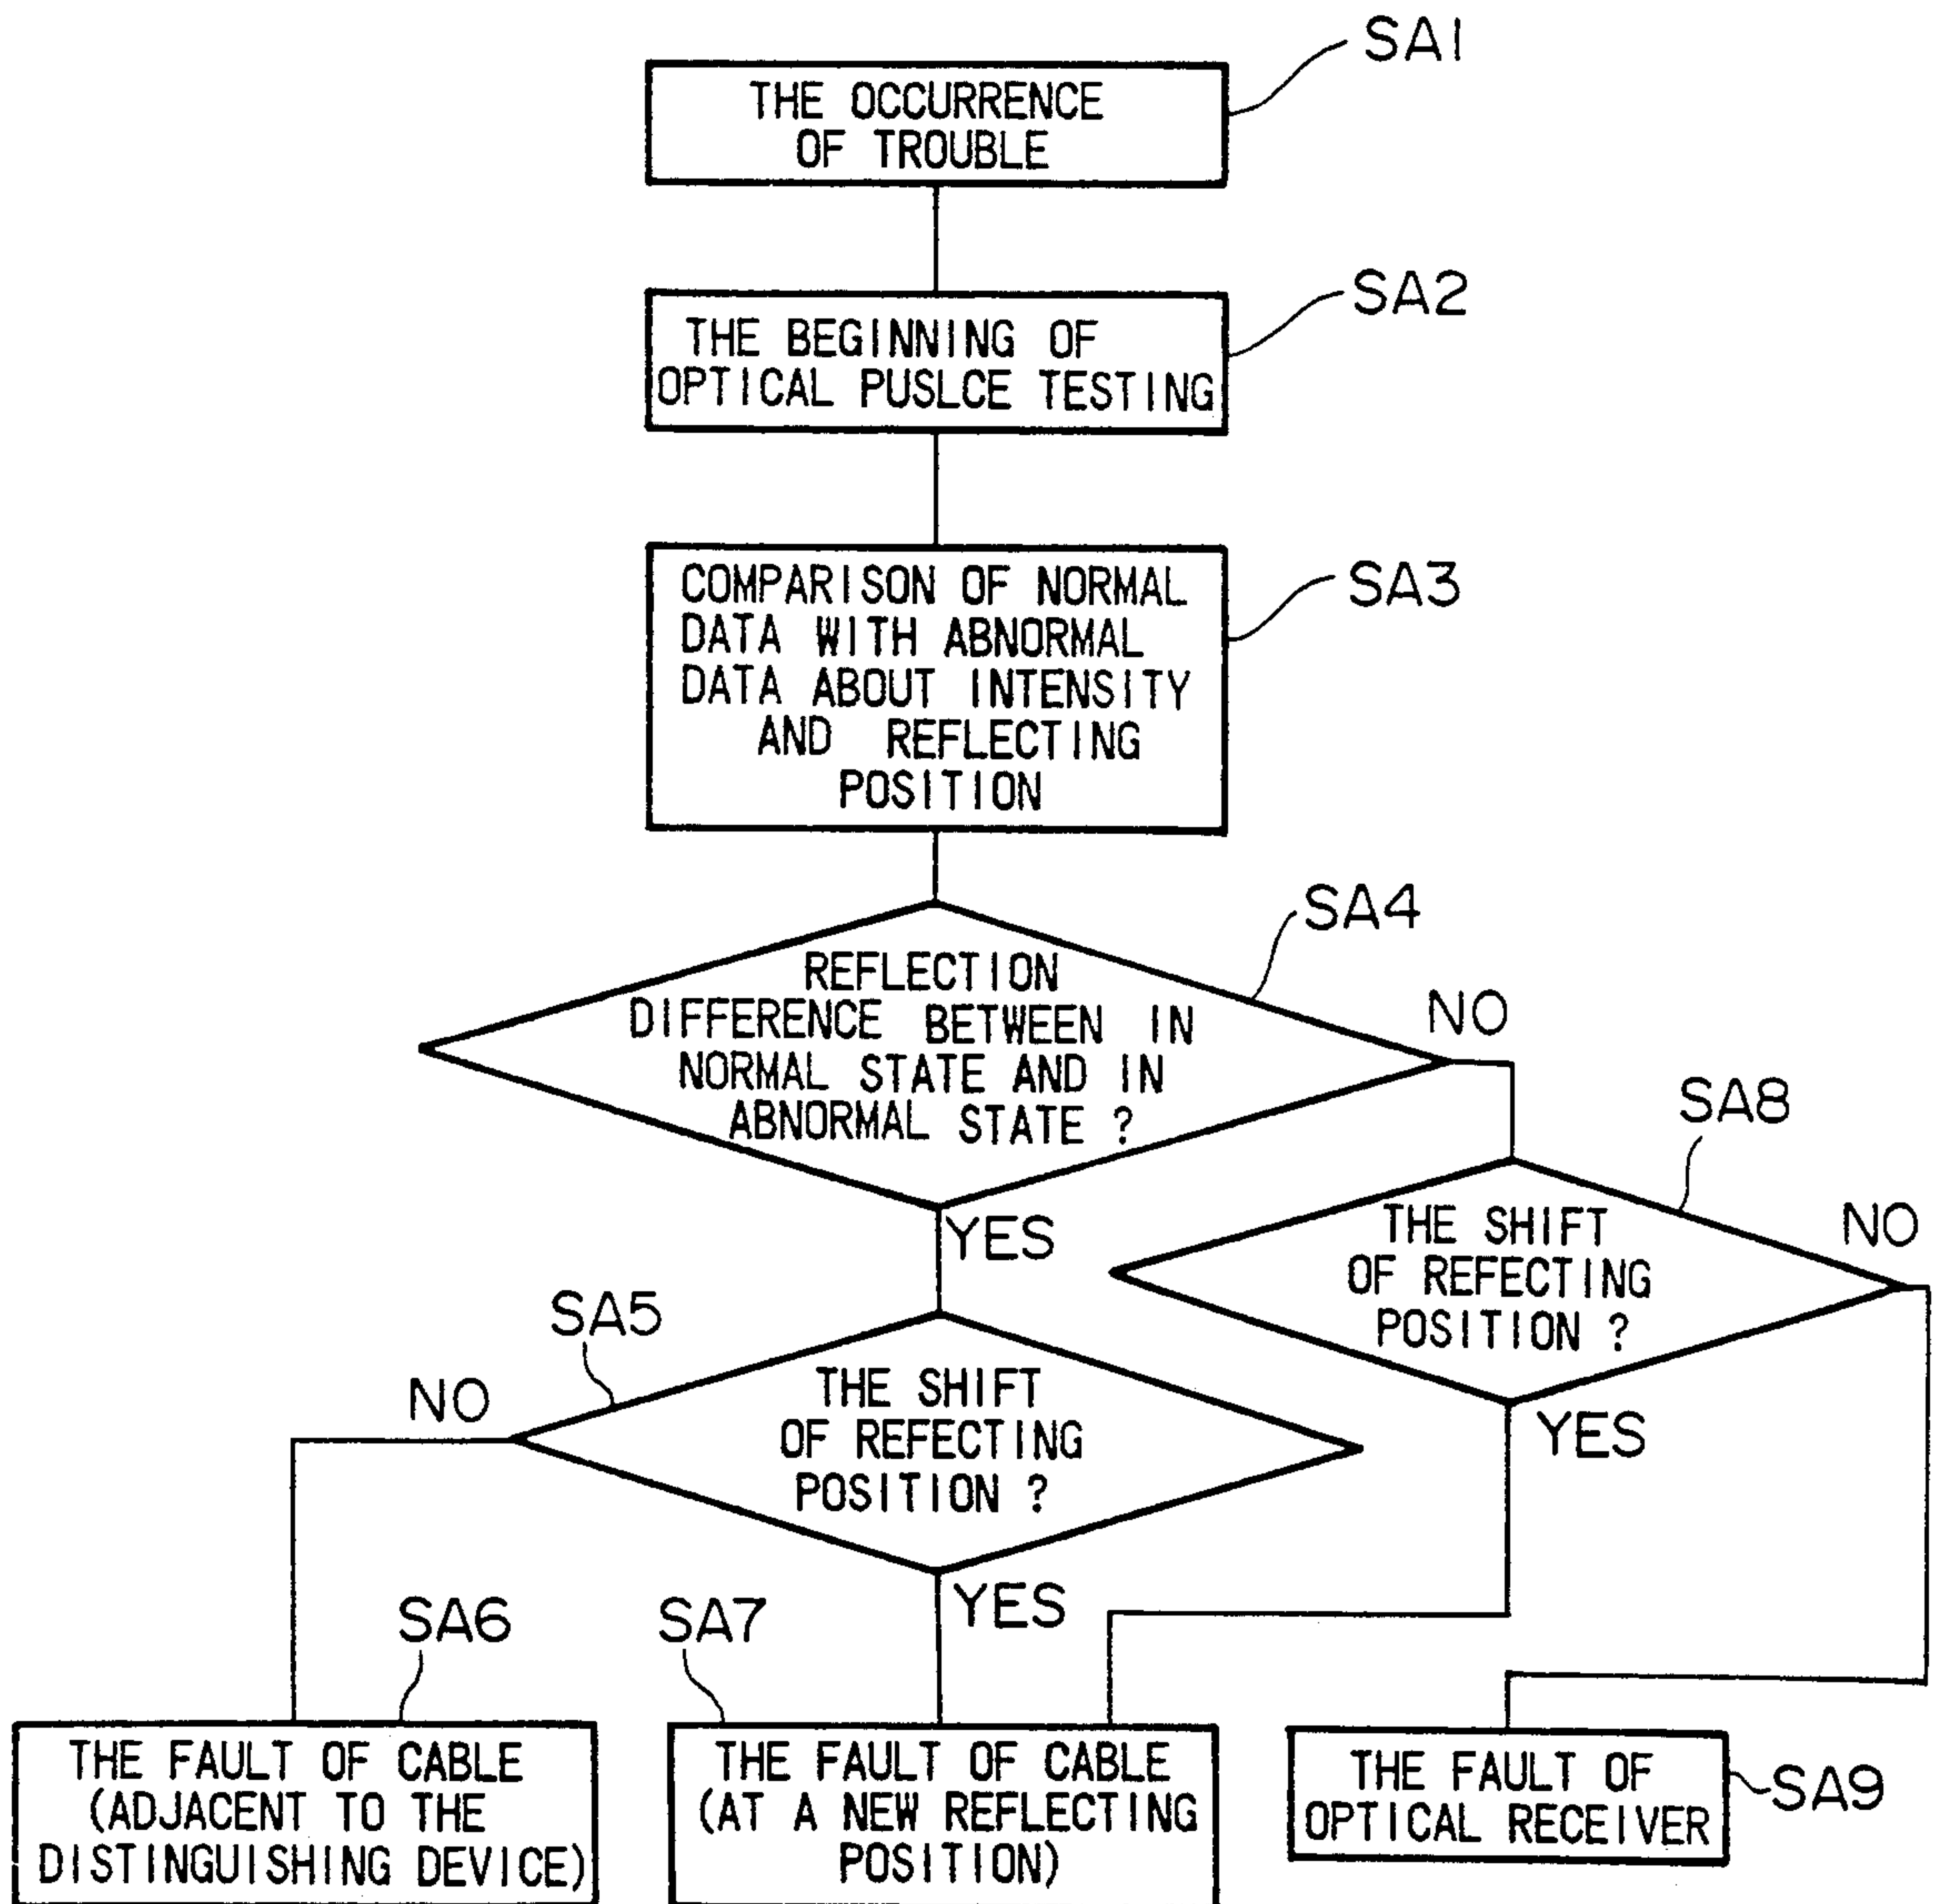 SA1
THE OCCURRENCE
OF TROUBLE
SA2
THE BEGINNING OF
OPTICAL PUSLCE TESTING
SA3
COMPARISON OF NORMAL
DATA WITH ABNORMAL
DATA ABOUT INTENSITY
AND REFLECTING
POSITION
SA4
REFLECTION
DIFFERENCE BETWEEN IN
NORMAL STATE AND IN
ABNORMAL STATE ?
NO
YES
SA8
THE SHIFT
OF REFECTING
POSITION ?
NO
YES
SA5
THE SHIFT
OF REFECTING
POSITION ?
NO
YES
SA6
THE FAULT OF CABLE
(ADJACENT TO THE
DISTINGUISHING DEVICE)
SA7
THE FAULT OF CABLE
(AT A NEW REFLECTING
POSITION)
THE FAULT OF
OPTICAL RECEIVER
SA9